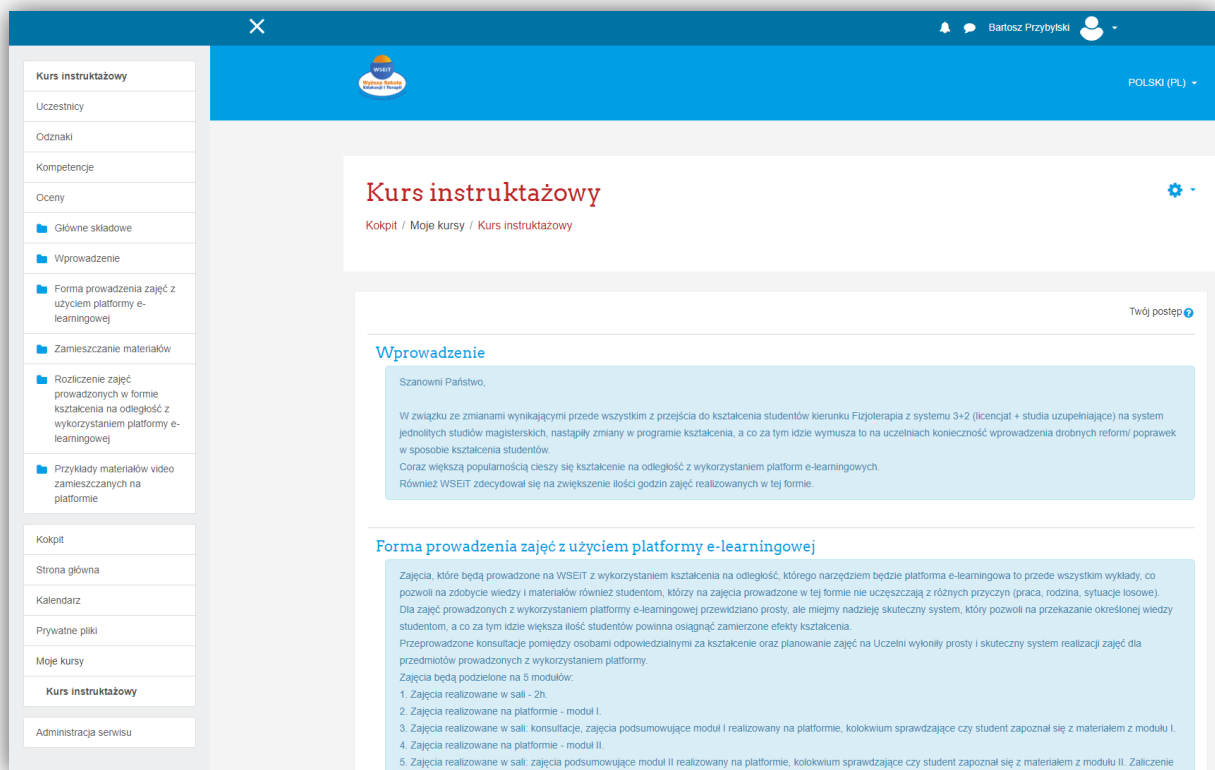 Bartosz Przybylski
WSEiT
Wyższa Szkoła
Edukacji i Terapii
POLSKI (PL)
Kurs instruktażowy
Uczestnicy
Odznaki
Kompetencje
Oceny
Główne składowe
Wprowadzenie
Forma prowadzenia zajęć z
użyciem platformy e-
learningowej
Zamieszczanie materiałów
Rozliczenie zajęć
prowadzonych w formie
kształcenia na odległość z
wykorzystaniem platformy e-
learningowej
Przykłady materiałów video
zamieszczanych na
platformie
Kokpit
Strona główna
Kalendarz
Prywatne pliki
Moje kursy
Kurs instruktażowy
Administracja serwisu
Kurs instruktażowy
Kokpit / Moje kursy / Kurs instruktażowy
Twój postęp
Wprowadzenie
Szanowni Państwo,
W związku ze zmianami wynikającymi przede wszystkim z przejścia do kształcenia studentów kierunku Fizjoterapia z systemu 3+2 (licencjat + studia uzupełniające) na system
jednolitych studiów magisterskich, nastąpiły zmiany w programie kształcenia, a co za tym idzie wymusza to na uczelniach konieczność wprowadzenia drobnych reform/ poprawek
w sposobie kształcenia studentów.
Coraz większą popularnością cieszy się kształcenie na odległość z wykorzystaniem platform e-learningowych.
Również WSEiT zdecydował się na zwiększenie ilości godzin zajęć realizowanych w tej formie.
Forma prowadzenia zajęć z użyciem platformy e-learningowej
Zajęcia, które będą prowadzone na WSEiT z wykorzystaniem kształcenia na odległość, którego narzędziem będzie platforma e-learningowa to przede wszystkim wykłady, co
pozwoli na zdobycie wiedzy i materiałów również studentom, którzy na zajęcia prowadzone w tej formie nie uczęszczają z różnych przyczyn (praca, rodzina, sytuacje losowe).
Dla zajęć prowadzonych z wykorzystaniem platformy e-learningowej przewidziano prosty, ale miejmy nadzieję skuteczny system, który pozwoli na przekazanie określonej wiedzy
studentom, a co za tym idzie większa ilość studentów powinna osiągnąć zamierzone efekty kształcenia.
Przeprowadzone konsultacje pomiędzy osobami odpowiedzialnymi za kształcenie oraz planowanie zajęć na Uczelni wyłoniły prosty i skuteczny system realizacji zajęć dla
przedmiotów prowadzonych z wykorzystaniem platformy.
Zajęcia będą podzielone na 5 modułów:
1. Zajęcia realizowane w sali - 2h.
2. Zajęcia realizowane na platformie - moduł I.
3. Zajęcia realizowane w sali: konsultacje, zajęcia podsumowujące moduł I realizowany na platformie, kolokwium sprawdzające czy student zapoznał się z materiałem z modułu I.
4. Zajęcia realizowane na platformie - moduł II.
5. Zajęcia realizowane w sali: zajęcia podsumowujące moduł II realizowany na platformie, kolokwium sprawdzające czy student zapoznał się z materiałem z modułu II. Zaliczenie